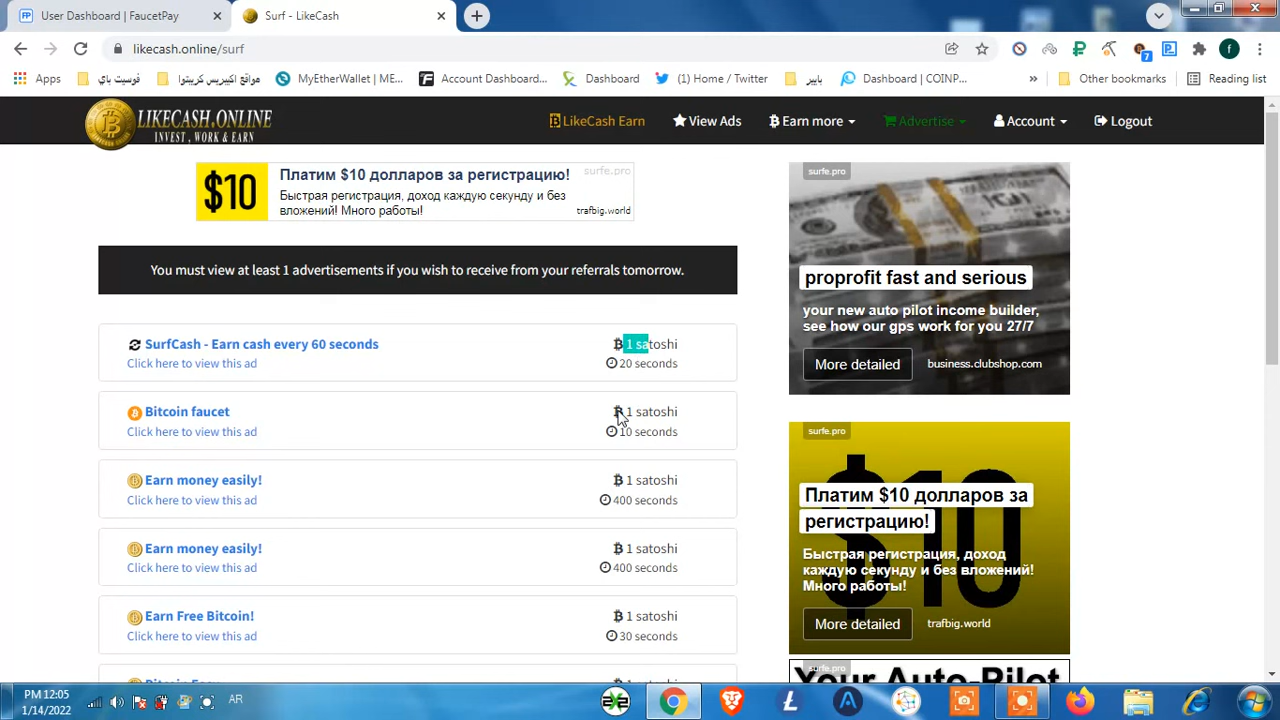 User Dashboard | FaucetPay
Surf - LikeCash
likecash.online/surf
7
f
Apps
فوسيت باي
مواقع اكبيرس كريبتوا
MyEtherWallet | ME...
Account Dashboard...
Dashboard
(1) Home / Twitter
بايير
Dashboard | COINP...
»
Other bookmarks
Reading list
LIKECASH.ONLINE
INVEST, WORK & EARN
LikeCash Earn
View Ads
Earn more
Advertise
Account
Logout
$10
Платим $10 долларов за регистрацию!
surfe.pro
Быстрая регистрация, доход каждую секунду и без
вложений! Много работы!
trafbig.world
You must view at least 1 advertisements if you wish to receive from your referrals tomorrow.
SurfCash - Earn cash every 60 seconds
1 satoshi
Click here to view this ad
20 seconds
Bitcoin faucet
1 satoshi
Click here to view this ad
10 seconds
Earn money easily!
1 satoshi
Click here to view this ad
400 seconds
Earn money easily!
1 satoshi
Click here to view this ad
400 seconds
Earn Free Bitcoin!
1 satoshi
Click here to view this ad
30 seconds
surfe.pro
proprofit fast and serious
your new auto pilot income builder,
see how our gps work for you 27/7
More detailed
business.clubshop.com
surfe.pro
$10
Платим $10 долларов за
регистрацию!
Быстрая регистрация, доход
каждую секунду и без вложений!
Много работы!
More detailed
trafbig.world
surfe.pro
Your Auto-Pilot
PM 12:05
1/14/2022
AR